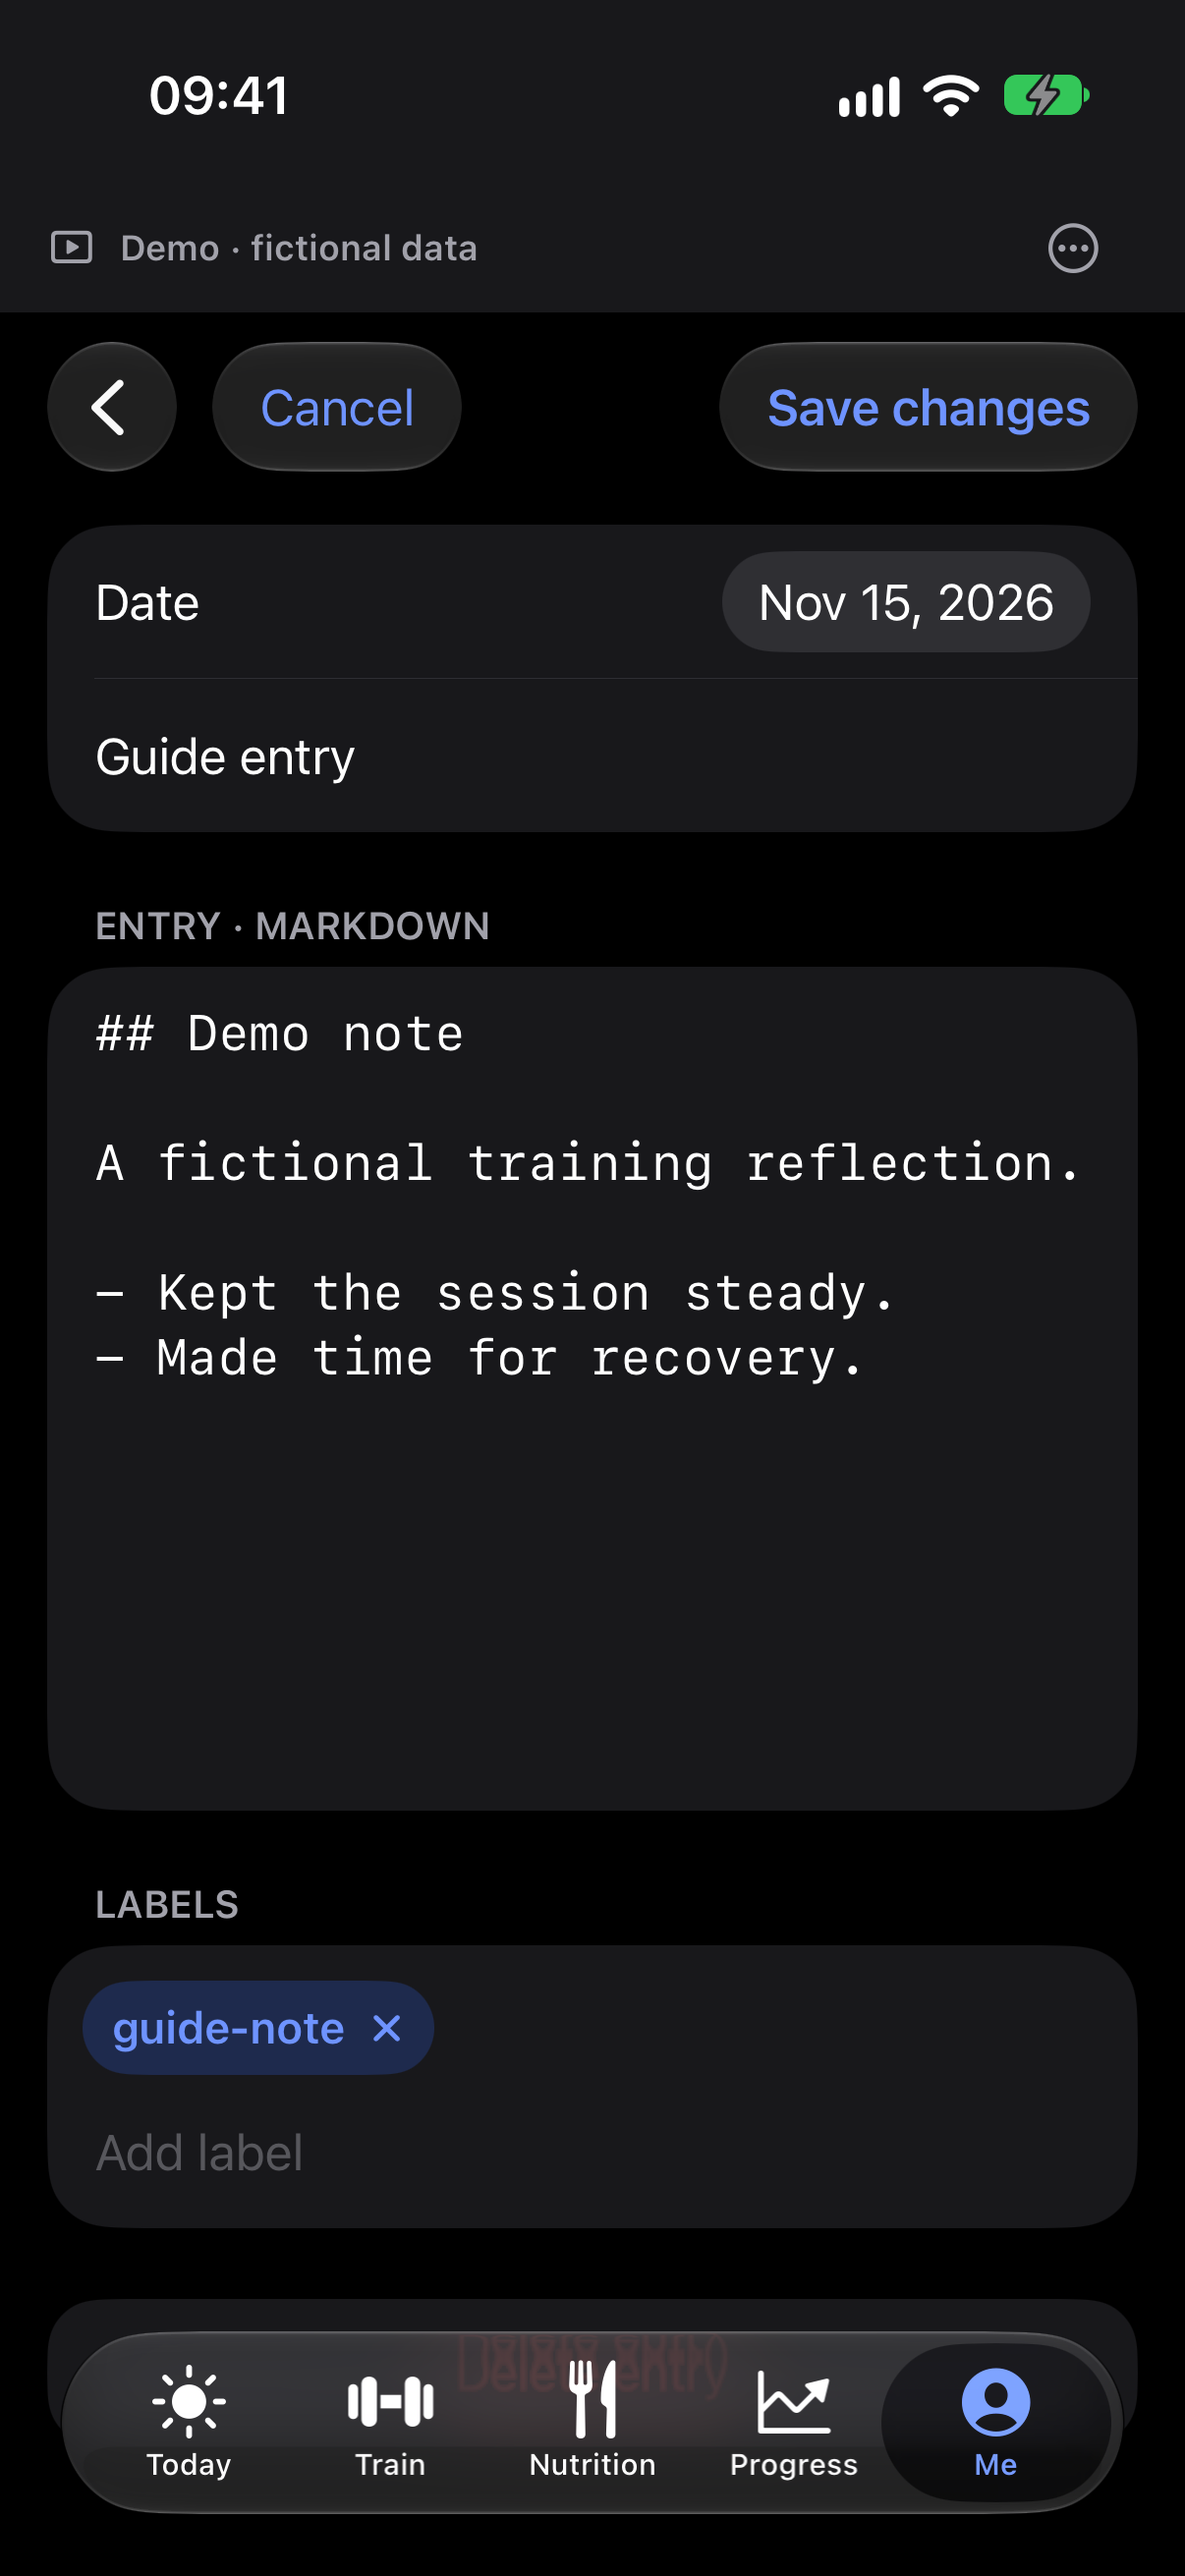 09:41
Demo · fictional data
Cancel
Save changes
Date
Nov 15, 2026
Guide entry
ENTRY · MARKDOWN
## Demo note
A fictional training reflection.
– Kept the session steady.
– Made time for recovery.
LABELS
guide-note ×
Add label
Delete entry
Today
Train
Nutrition
Progress
Me